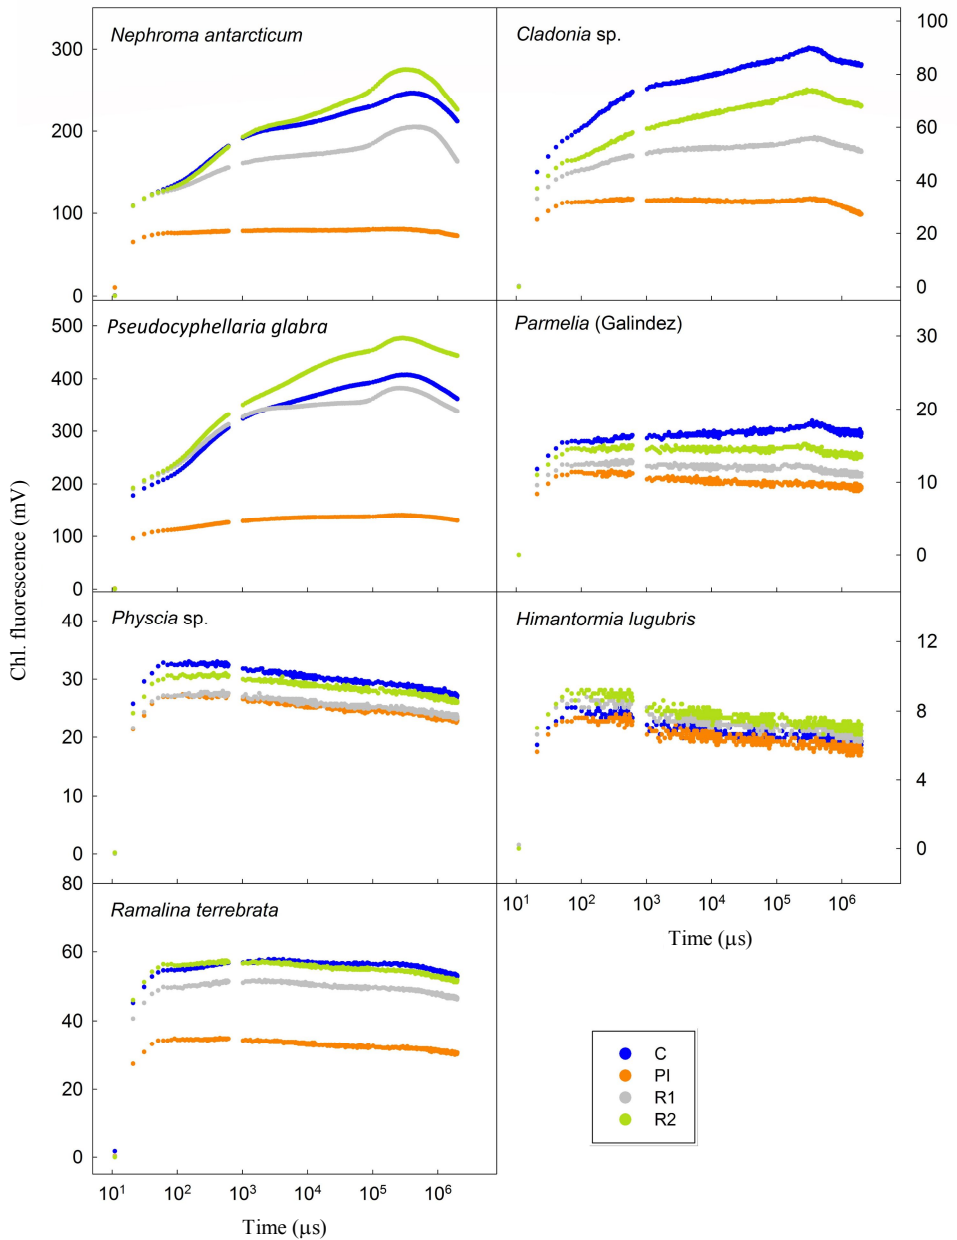 Nephroma antarcticum
300
200
100
0
Cladonia sp.
100
80
60
40
20
0
Pseudocyphellaria glabra
500
400
300
200
100
0
Parmelia (Galindez)
30
20
10
0
Chl. fluorescence (mV)
Physcia sp.
40
30
20
10
0
Himantormia lugubris
12
8
4
0
10¹ 10² 10³ 10⁴ 10⁵ 10⁶
Time (µs)
Ramalina terrebrata
80
60
40
20
0
10¹ 10² 10³ 10⁴ 10⁵ 10⁶
Time (µs)
C
PI
R1
R2